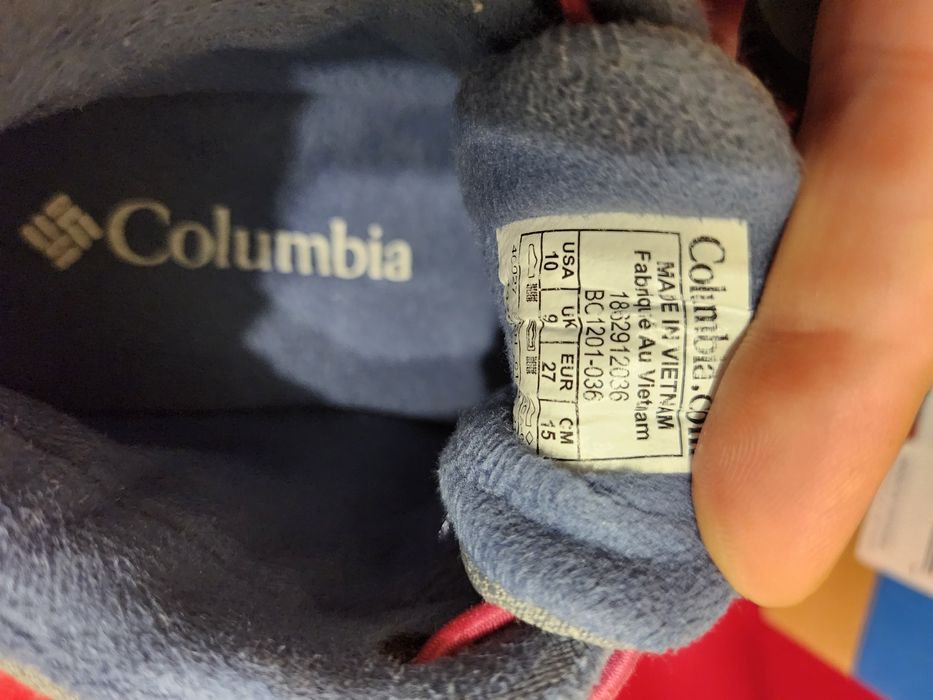 Columbia
Columbia.com
MADE IN VIETNAM
Fabriqué Au Vietnam
1862912036
BC1201-036
USA UK EUR CM
10 9 27 15